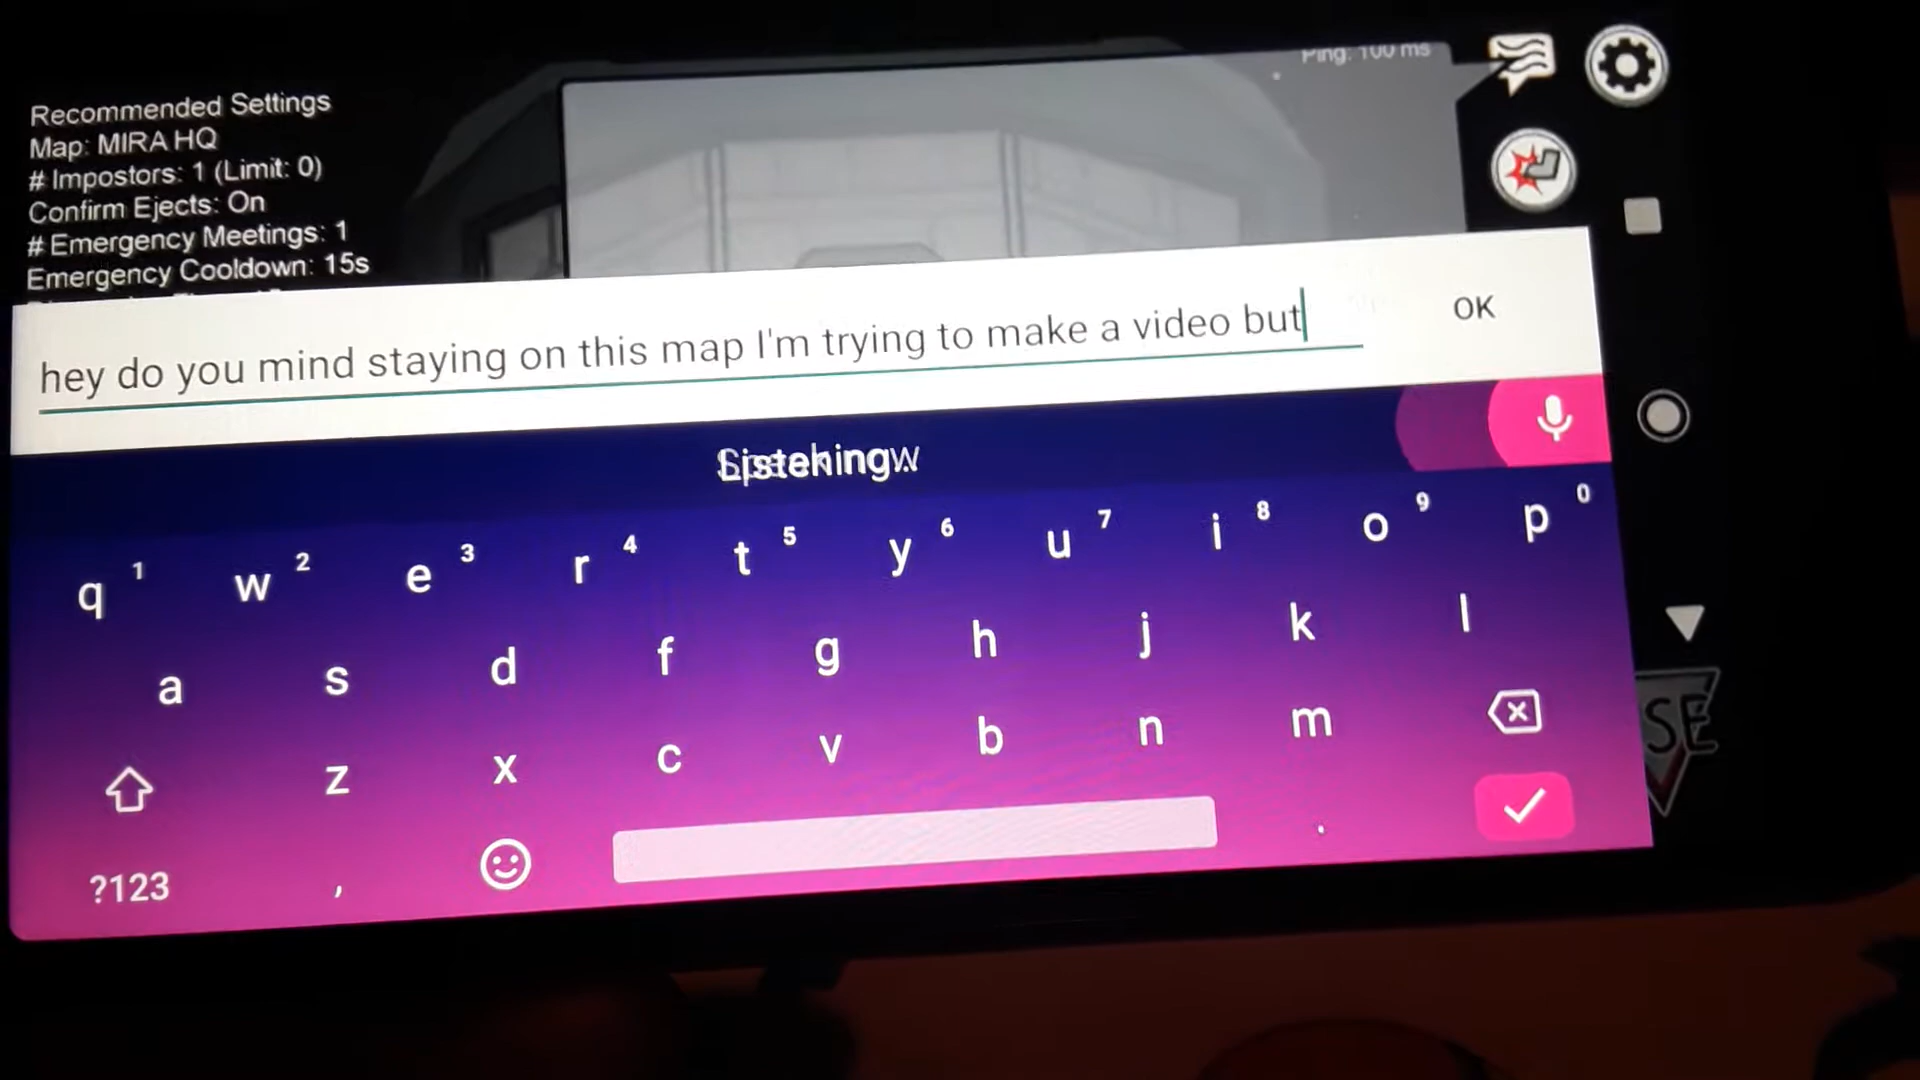 Ping: 100 ms
Recommended Settings
Map: MIRA HQ
# Impostors: 1 (Limit: 0)
Confirm Ejects: On
# Emergency Meetings: 1
Emergency Cooldown: 15s
hey do you mind staying on this map I'm trying to make a video but
OK
Listening...
q 1 w 2 e 3 r 4 t 5 y 6 u 7 i 8 o 9 p 0
a s d f g h j k l
z x c v b n m
?123 , .
SE